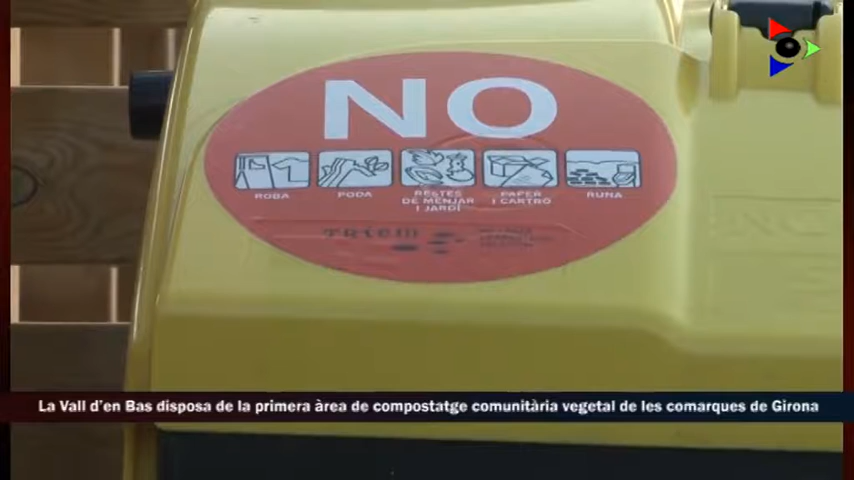 NO
ROBA
PODA
RESTES
DE MENJAR
I JARDÍ
PAPER
I CARTRÓ
RUNA
TRIEM
La Vall d'en Bas disposa de la primera àrea de compostatge comunitària vegetal de les comarques de Girona